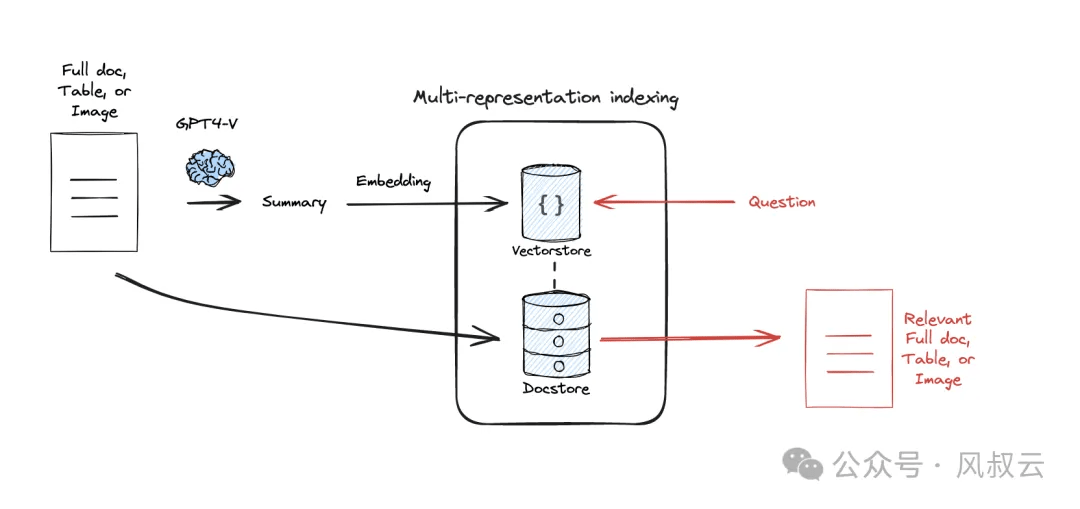 Full doc,
Table, or
Image
GPT4-V
Summary
Embedding
Multi-representation indexing
{ }
Vectorstore
Docstore
Question
Relevant
Full doc,
Table, or
Image
公众号 · 风叔云